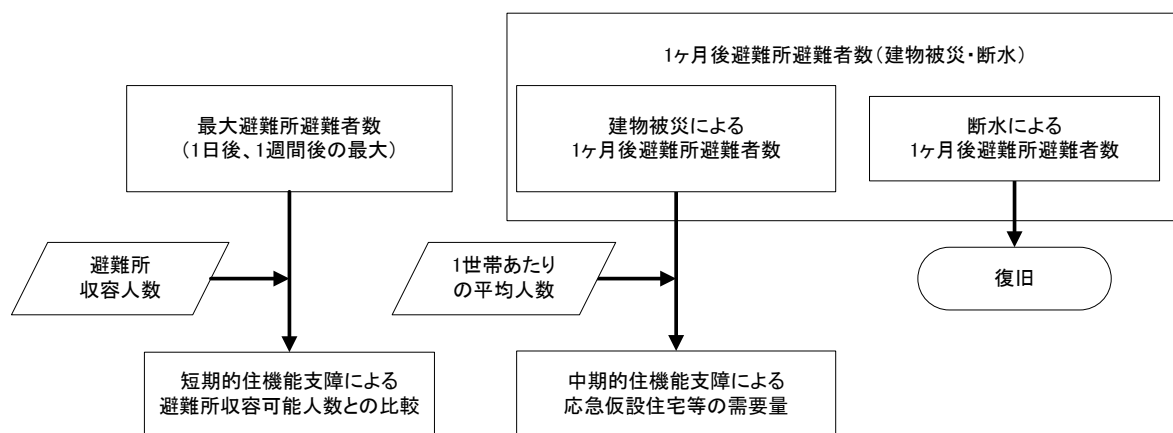 1ヶ月後避難所避難者数(建物被災・断水)
最大避難所避難者数
(1日後、1週間後の最大)
建物被災による
1ヶ月後避難所避難者数
断水による
1ヶ月後避難所避難者数
避難所
収容人数
1世帯あたり
の平均人数
復旧
短期的住機能支障による
避難所収容可能人数との比較
中期的住機能支障による
応急仮設住宅等の需要量